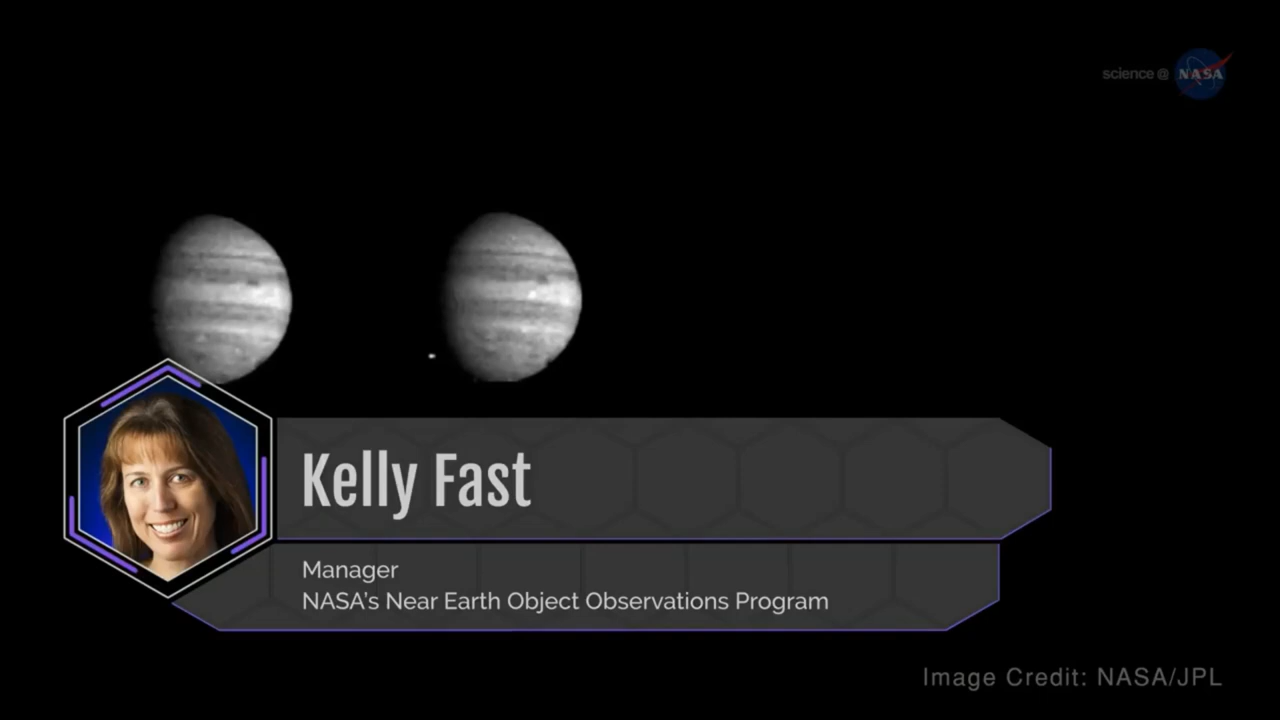 science @ NASA
Kelly Fast
Manager
NASA's Near Earth Object Observations Program
Image Credit: NASA/JPL